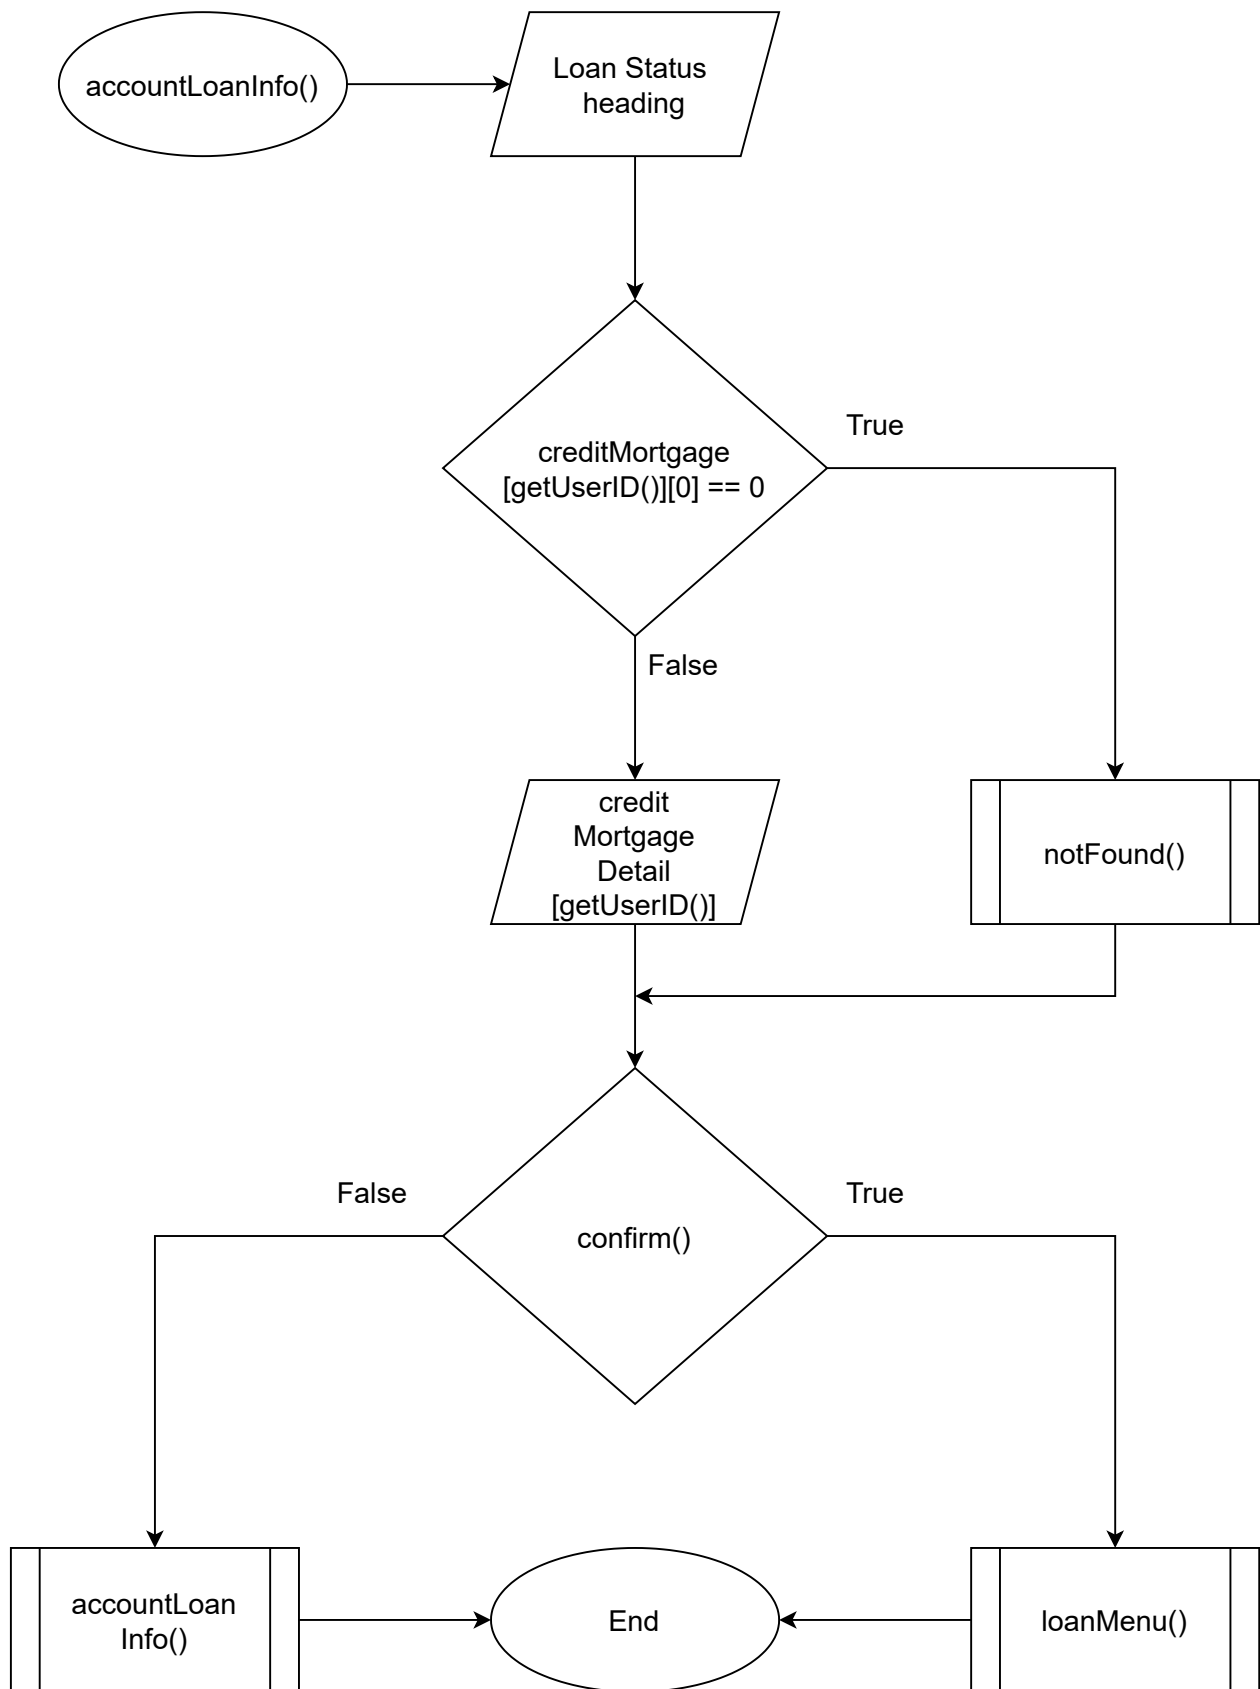 accountLoanInfo()
Loan Status
heading
creditMortgage
[getUserID()][0] == 0
True
False
credit
Mortgage
Detail
[getUserID()]
notFound()
False
confirm()
True
accountLoan
Info()
End
loanMenu()